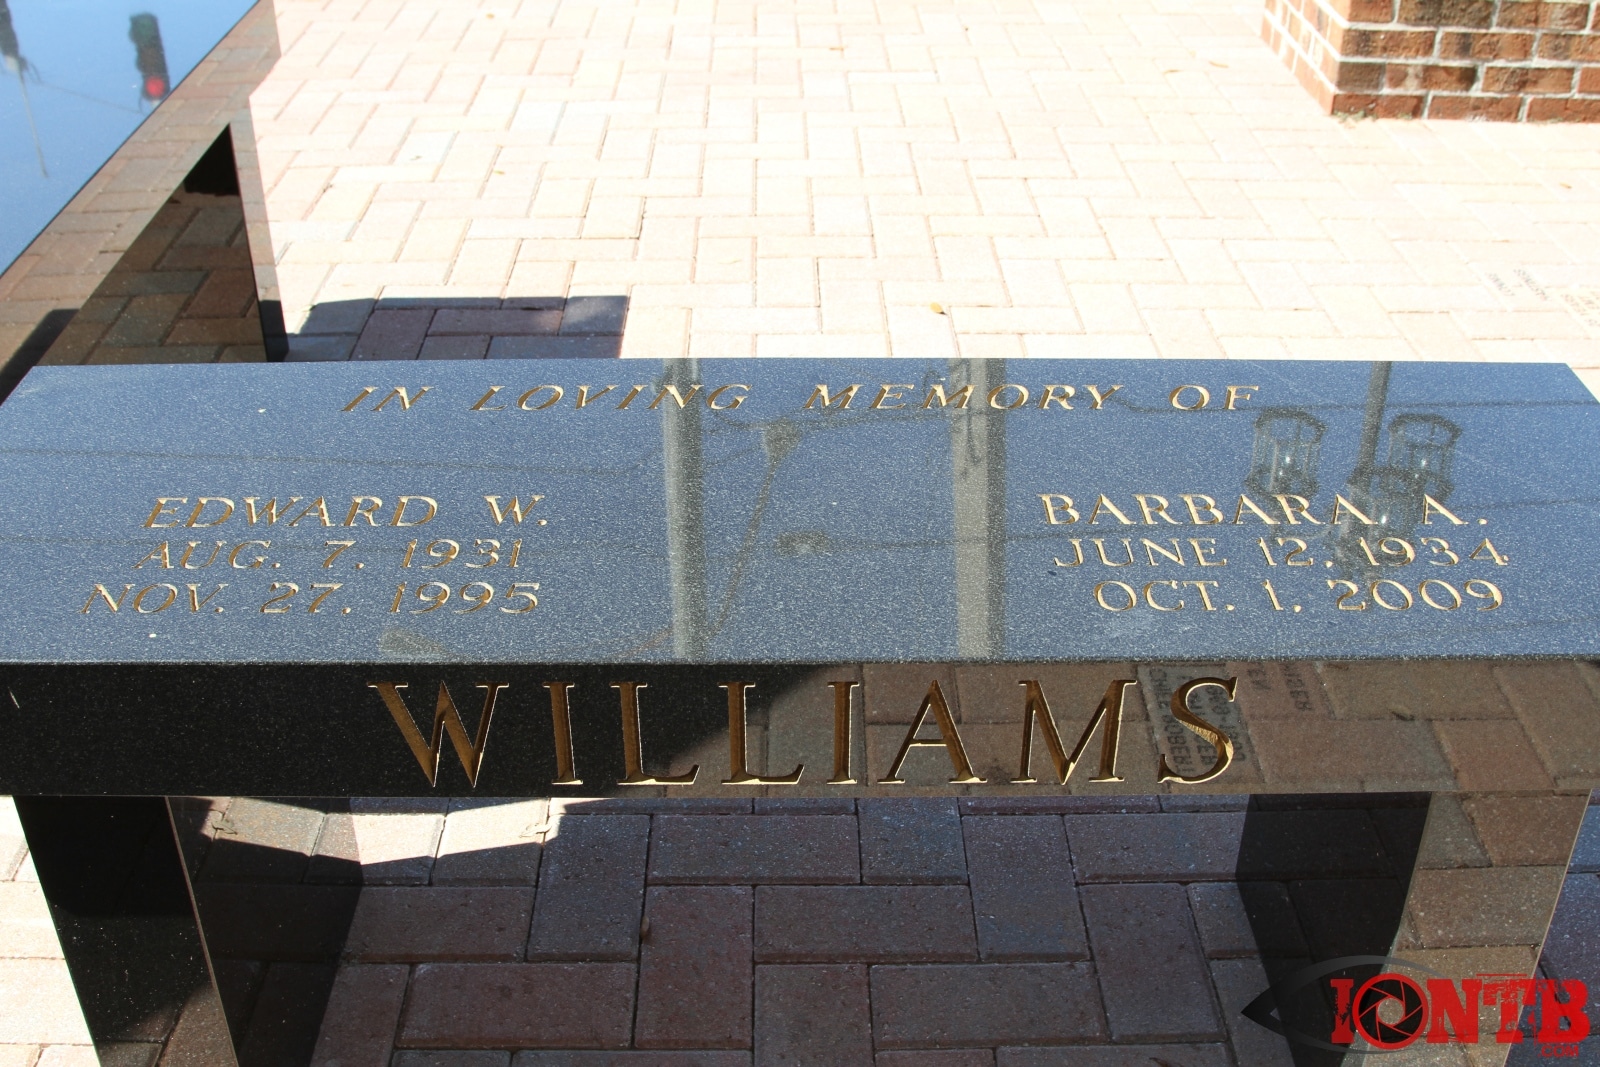 IN LOVING MEMORY OF
EDWARD W.
AUG. 7, 1931
NOV. 27, 1995
BARBARA A.
JUNE 12, 1934
OCT. 1, 2009
WILLIAMS
IONTB
.COM